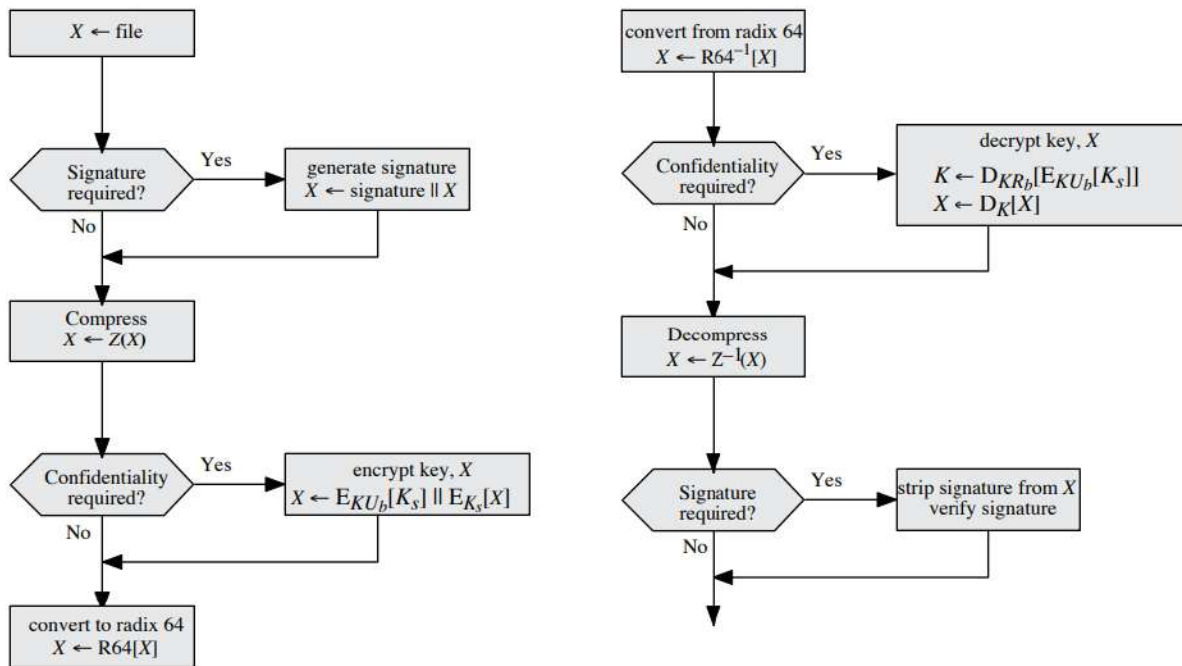 X ← file
Signature
required?
Yes
generate signature
X ← signature || X
No
Compress
X ← Z(X)
Confidentiality
required?
Yes
encrypt key, X
X ← E_{KU_b}[K_s] || E_{K_s}[X]
No
convert to radix 64
X ← R64[X]
convert from radix 64
X ← R64⁻¹[X]
Confidentiality
required?
Yes
decrypt key, X
K ← D_{KR_b}[E_{KU_b}[K_s]]
X ← D_K[X]
No
Decompress
X ← Z⁻¹(X)
Signature
required?
Yes
strip signature from X
verify signature
No